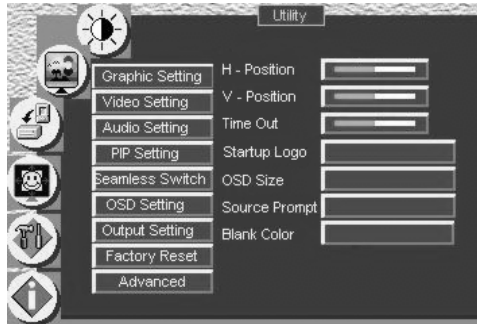 Utility
Graphic Setting
Video Setting
Audio Setting
PIP Setting
Seamless Switch
OSD Setting
Output Setting
Factory Reset
Advanced
H - Position
V - Position
Time Out
Startup Logo
OSD Size
Source Prompt
Blank Color